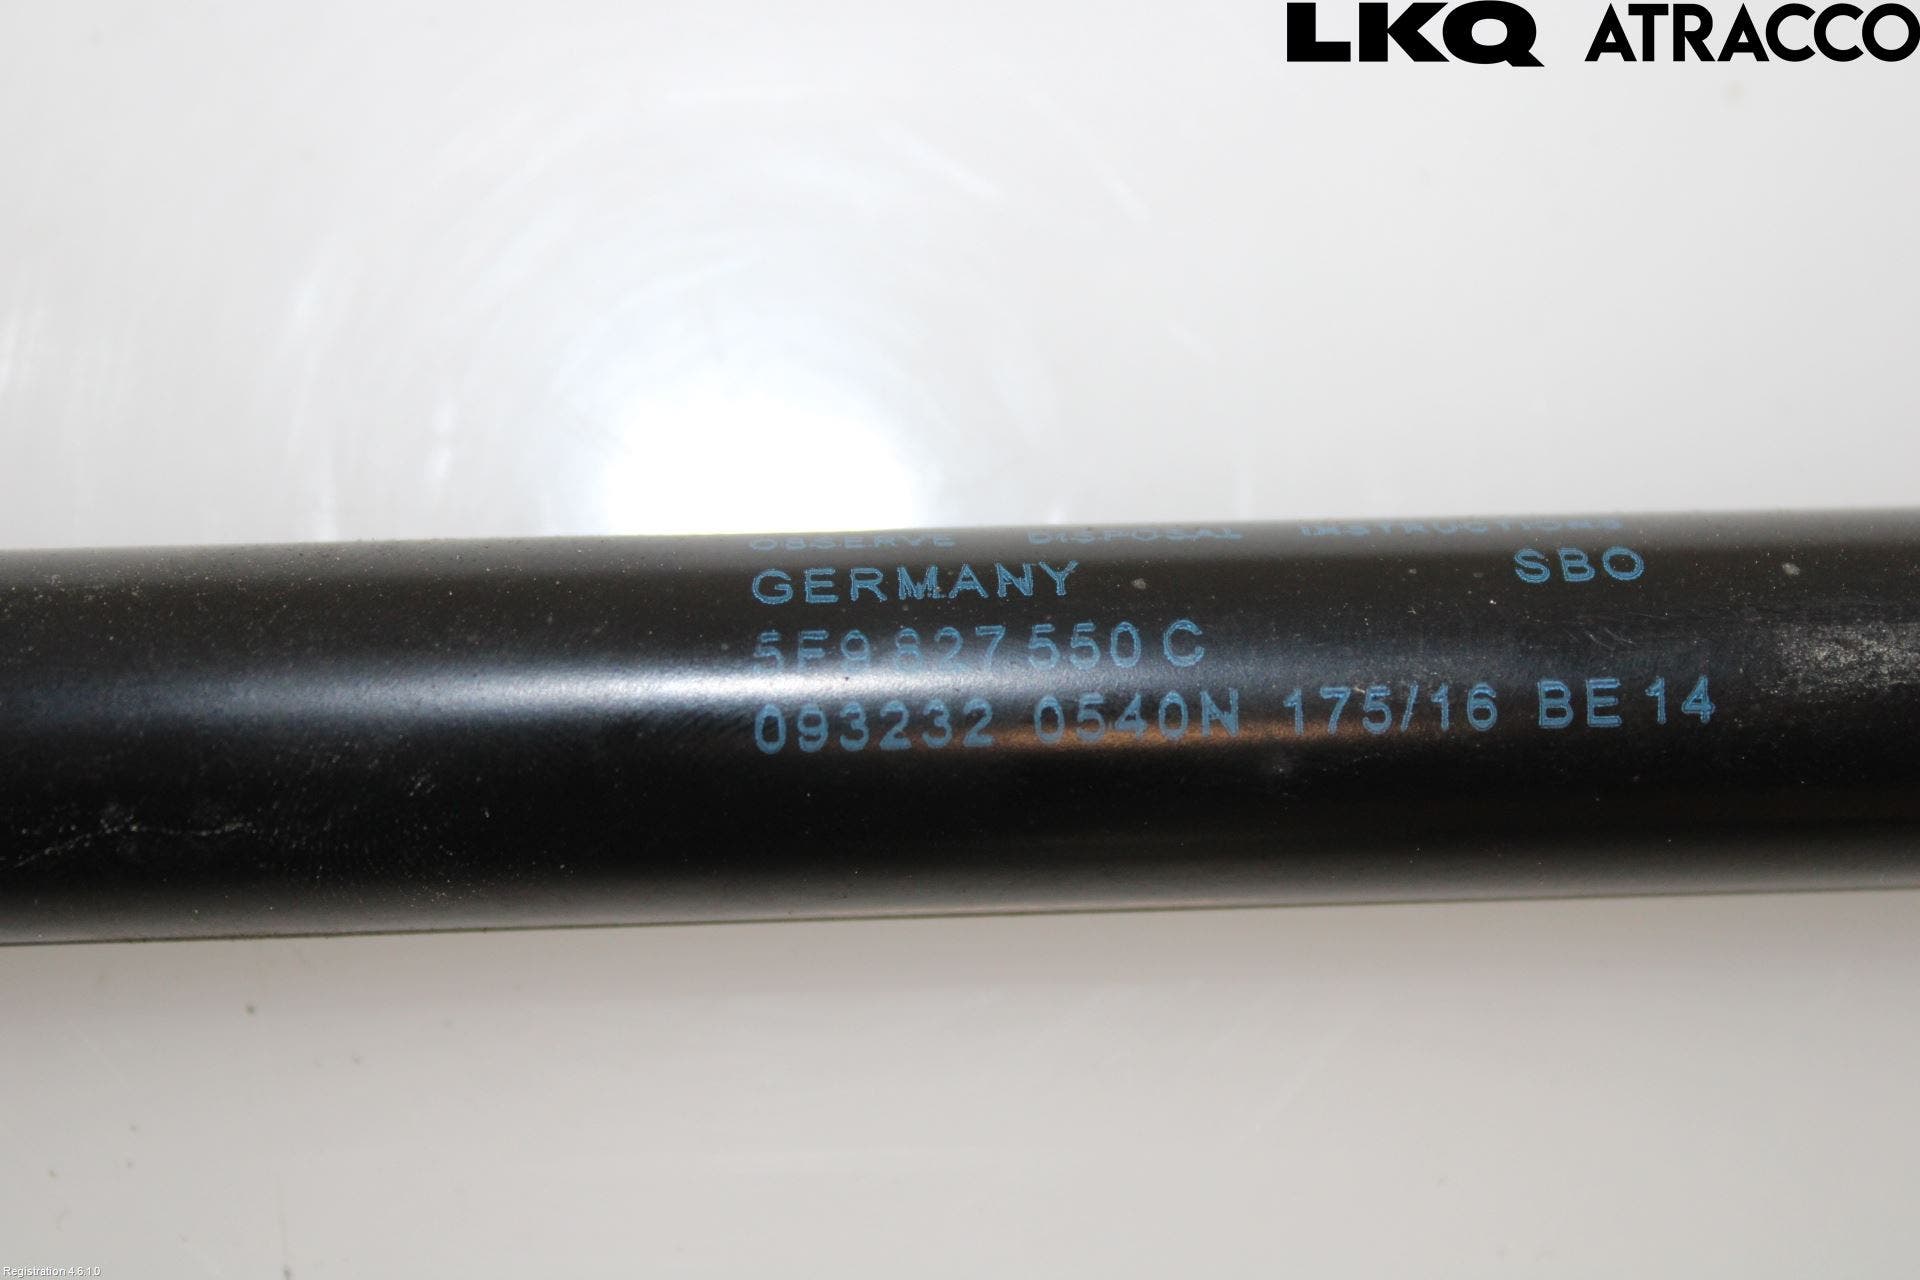 LKQ ATRACCO
OBSERVE DISPOSAL INSTRUCTIONS
GERMANY SBO
5F9 827 550 C
093232 0540N 175/16 BE 14
Registration 4.6.1.0